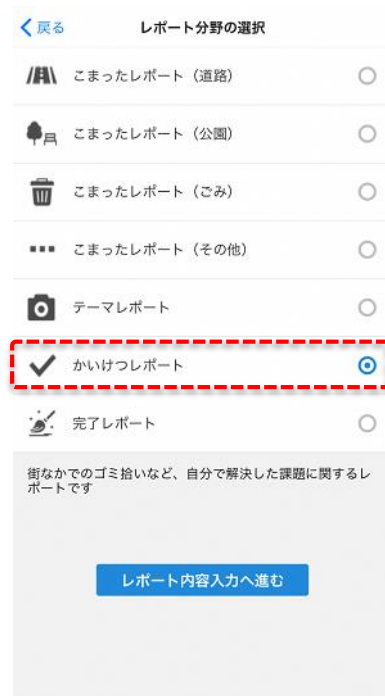 戻る レポート分野の選択
こまったレポート（道路）
こまったレポート（公園）
こまったレポート（ごみ）
こまったレポート（その他）
テーマレポート
かいけつレポート
完了レポート
街なかでのゴミ拾いなど、自分で解決した課題に関するレ
ポートです
レポート内容入力へ進む